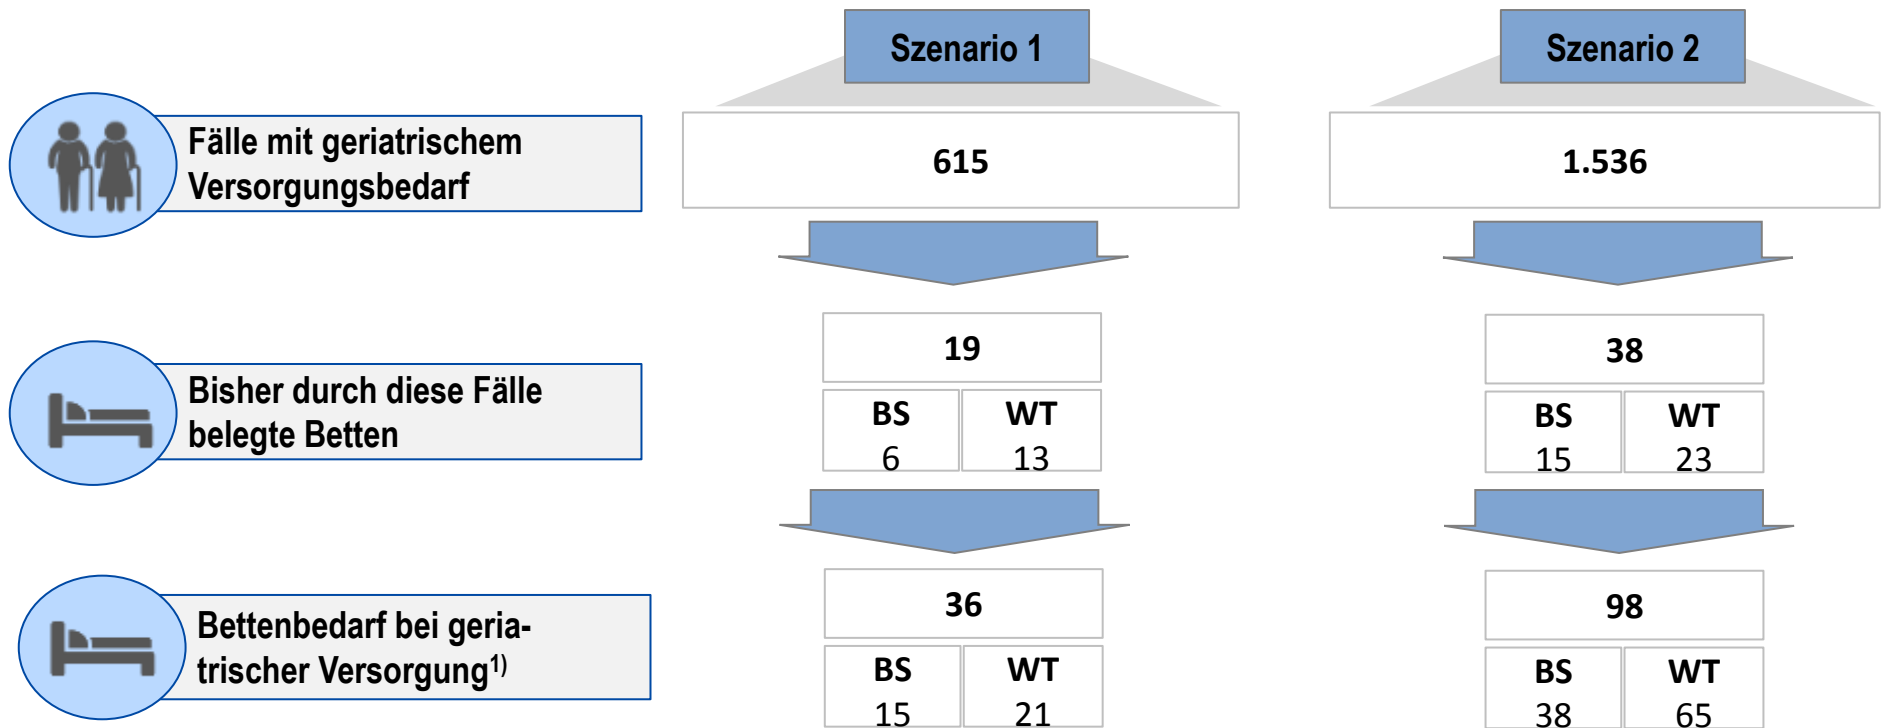 Szenario 1
Szenario 2
Fälle mit geriatrischem
Versorgungsbedarf
615
1.536
Bisher durch diese Fälle
belegte Betten
19
BS
WT
6
13
38
BS
WT
15
23
Bettenbedarf bei geria-
trischer Versorgung1)
36
BS
WT
15
21
98
BS
WT
38
65